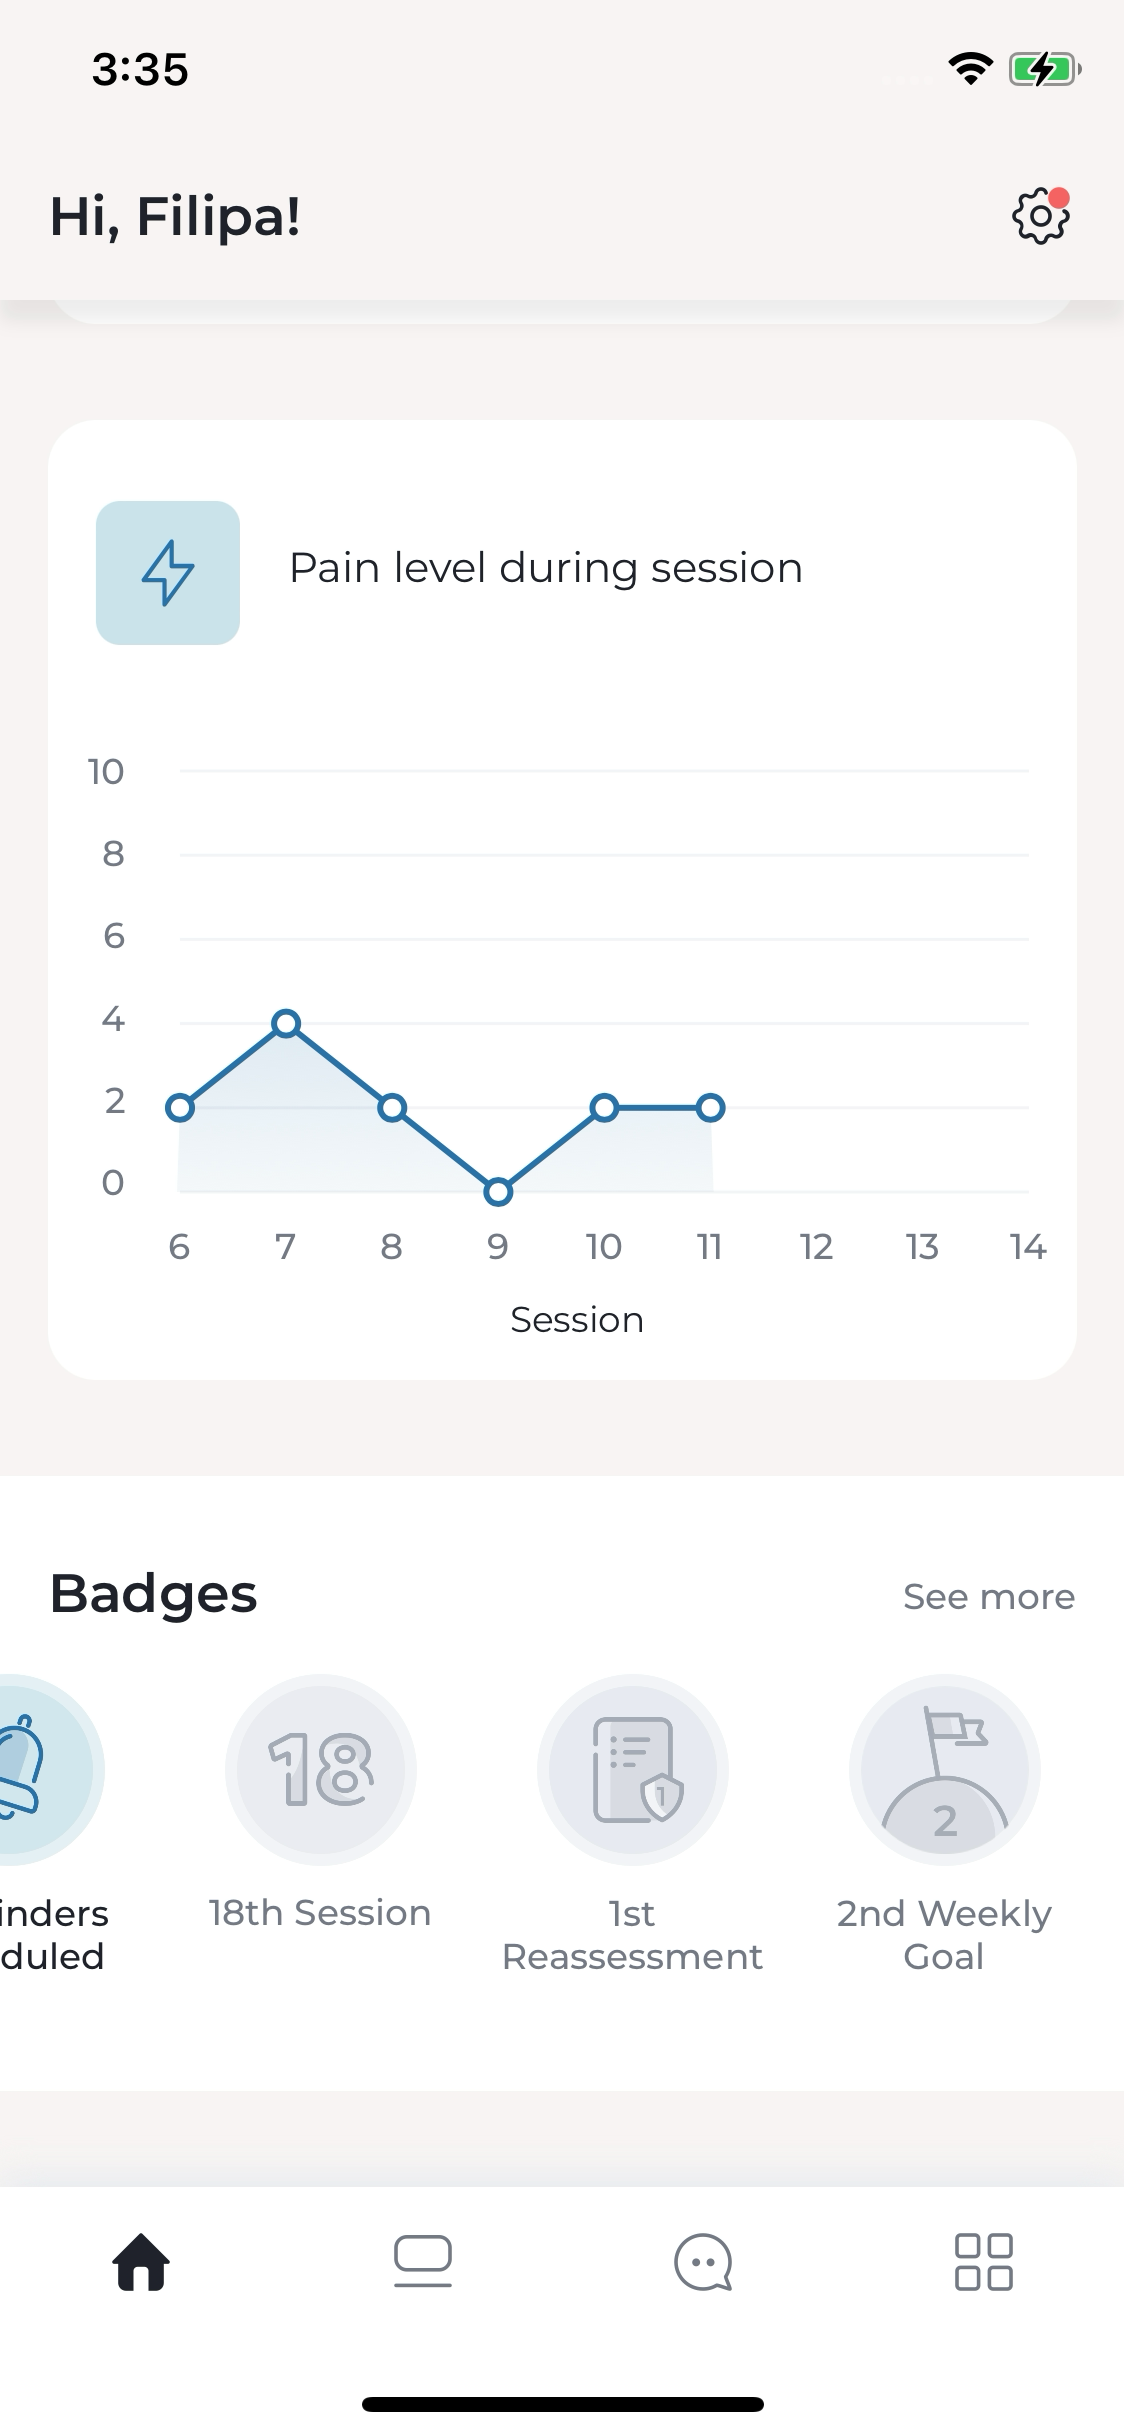 3:35
Hi, Filipa!
Pain level during session
10
8
6
4
2
0
6 7 8 9 10 11 12 13 14
Session
Badges
See more
18
1
2
inders
duled
18th Session
1st
Reassessment
2nd Weekly
Goal